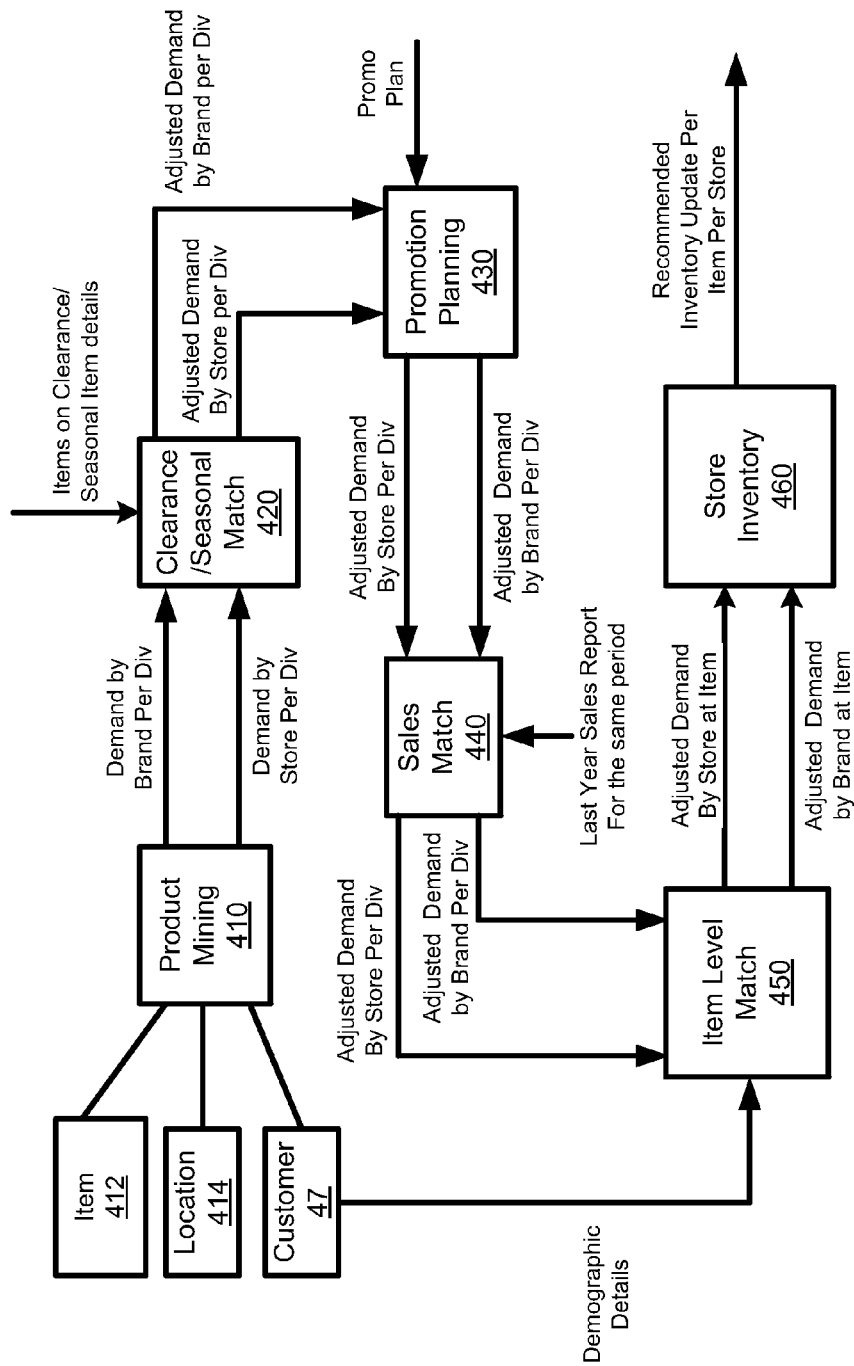 Item
412
Location
414
Customer
47
Product
Mining
410
Demand by
Brand Per Div
Demand by
Store Per Div
Items on Clearance/
Seasonal Item details
Clearance
/Seasonal
Match
420
Adjusted Demand
by Brand per Div
Adjusted Demand
By Store per Div
Promo
Plan
Promotion
Planning
430
Adjusted Demand
By Store Per Div
Adjusted Demand
by Brand Per Div
Sales
Match
440
Last Year Sales Report
For the same period
Adjusted Demand
By Store Per Div
Adjusted Demand
by Brand Per Div
Demographic
Details
Item Level
Match
450
Adjusted Demand
By Store at Item
Adjusted Demand
by Brand at Item
Store
Inventory
460
Recommended
Inventory Update Per
Item Per Store